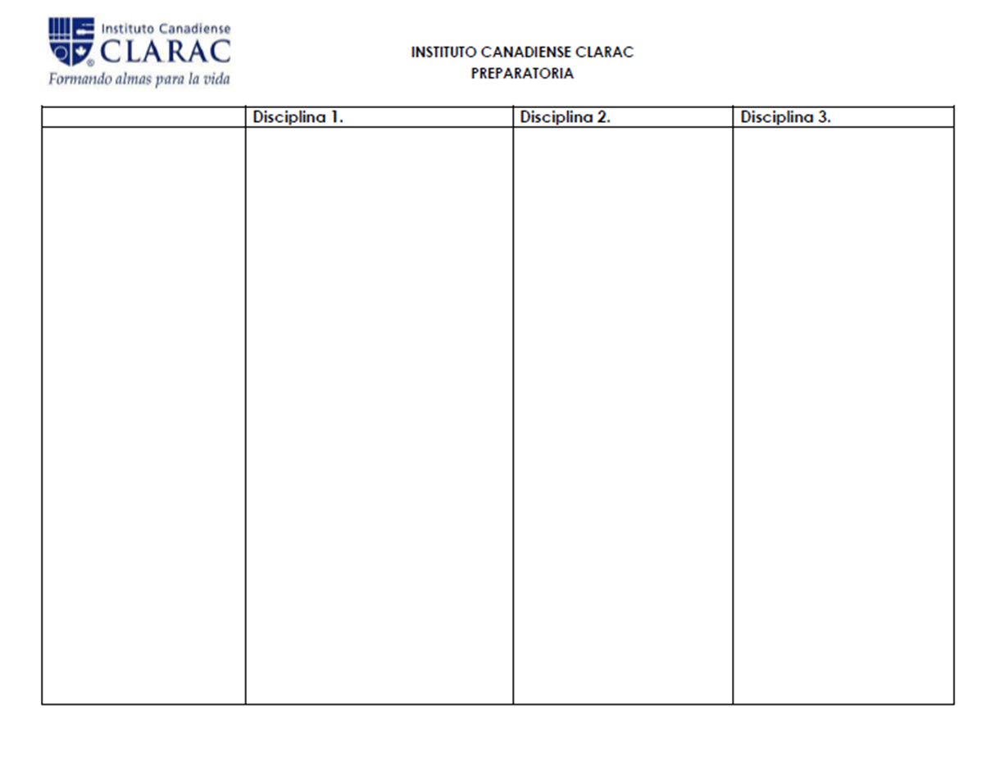 Instituto Canadiense
CLARAC
®
Formando almas para la vida
INSTITUTO CANADIENSE CLARAC
PREPARATORIA
Disciplina 1. Disciplina 2. Disciplina 3.